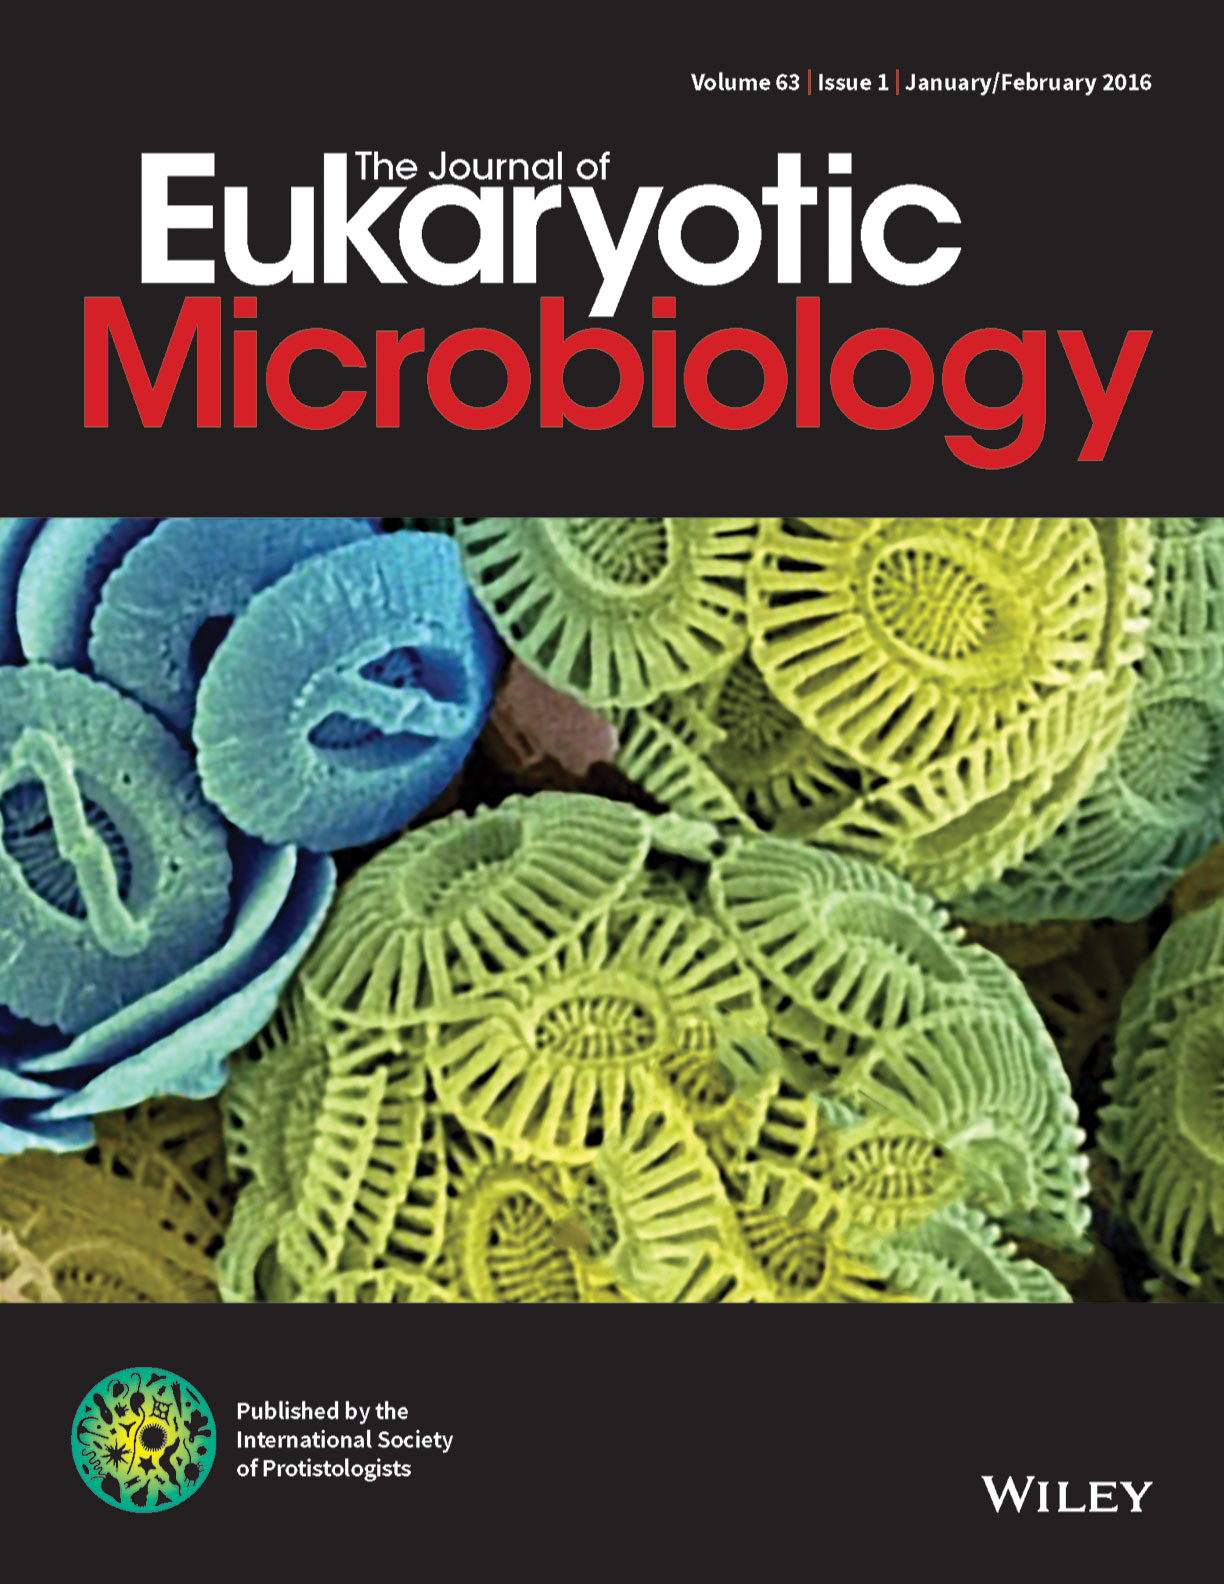 Volume 63 | Issue 1 | January/February 2016
The Journal of
Eukaryotic
Microbiology
Published by the
International Society
of Protistologists
WILEY